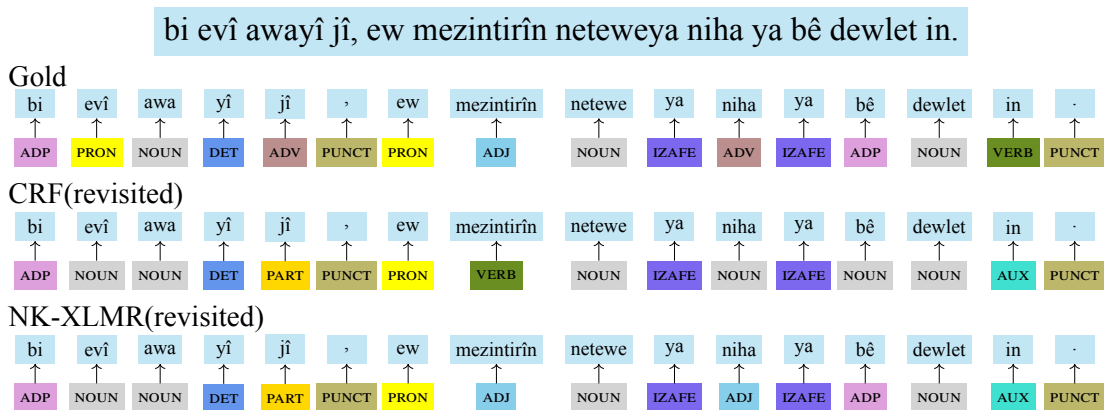 bi evî awayî jî, ew mezintirîn neteweya niha ya bê dewlet in.
Gold
bi evî awa yî jî , ew mezintirîn netewe ya niha ya bê dewlet in .
ADP PRON NOUN DET ADV PUNCT PRON ADJ NOUN IZAFE ADV IZAFE ADP NOUN VERB PUNCT
CRF(revisited)
bi evî awa yî jî , ew mezintirîn netewe ya niha ya bê dewlet in .
ADP NOUN NOUN DET PART PUNCT PRON VERB NOUN IZAFE NOUN IZAFE NOUN NOUN AUX PUNCT
NK-XLMR(revisited)
bi evî awa yî jî , ew mezintirîn netewe ya niha ya bê dewlet in .
ADP NOUN NOUN DET PART PUNCT PRON ADJ NOUN IZAFE ADJ IZAFE ADP NOUN AUX PUNCT